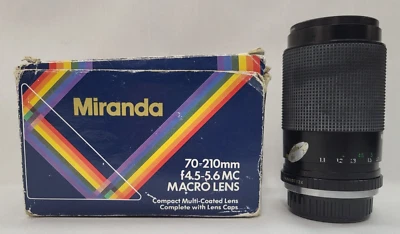 Miranda
70-210mm
f4.5-5.6 MC
MACRO LENS
Compact Multi-Coated Lens
Complete with Lens Caps